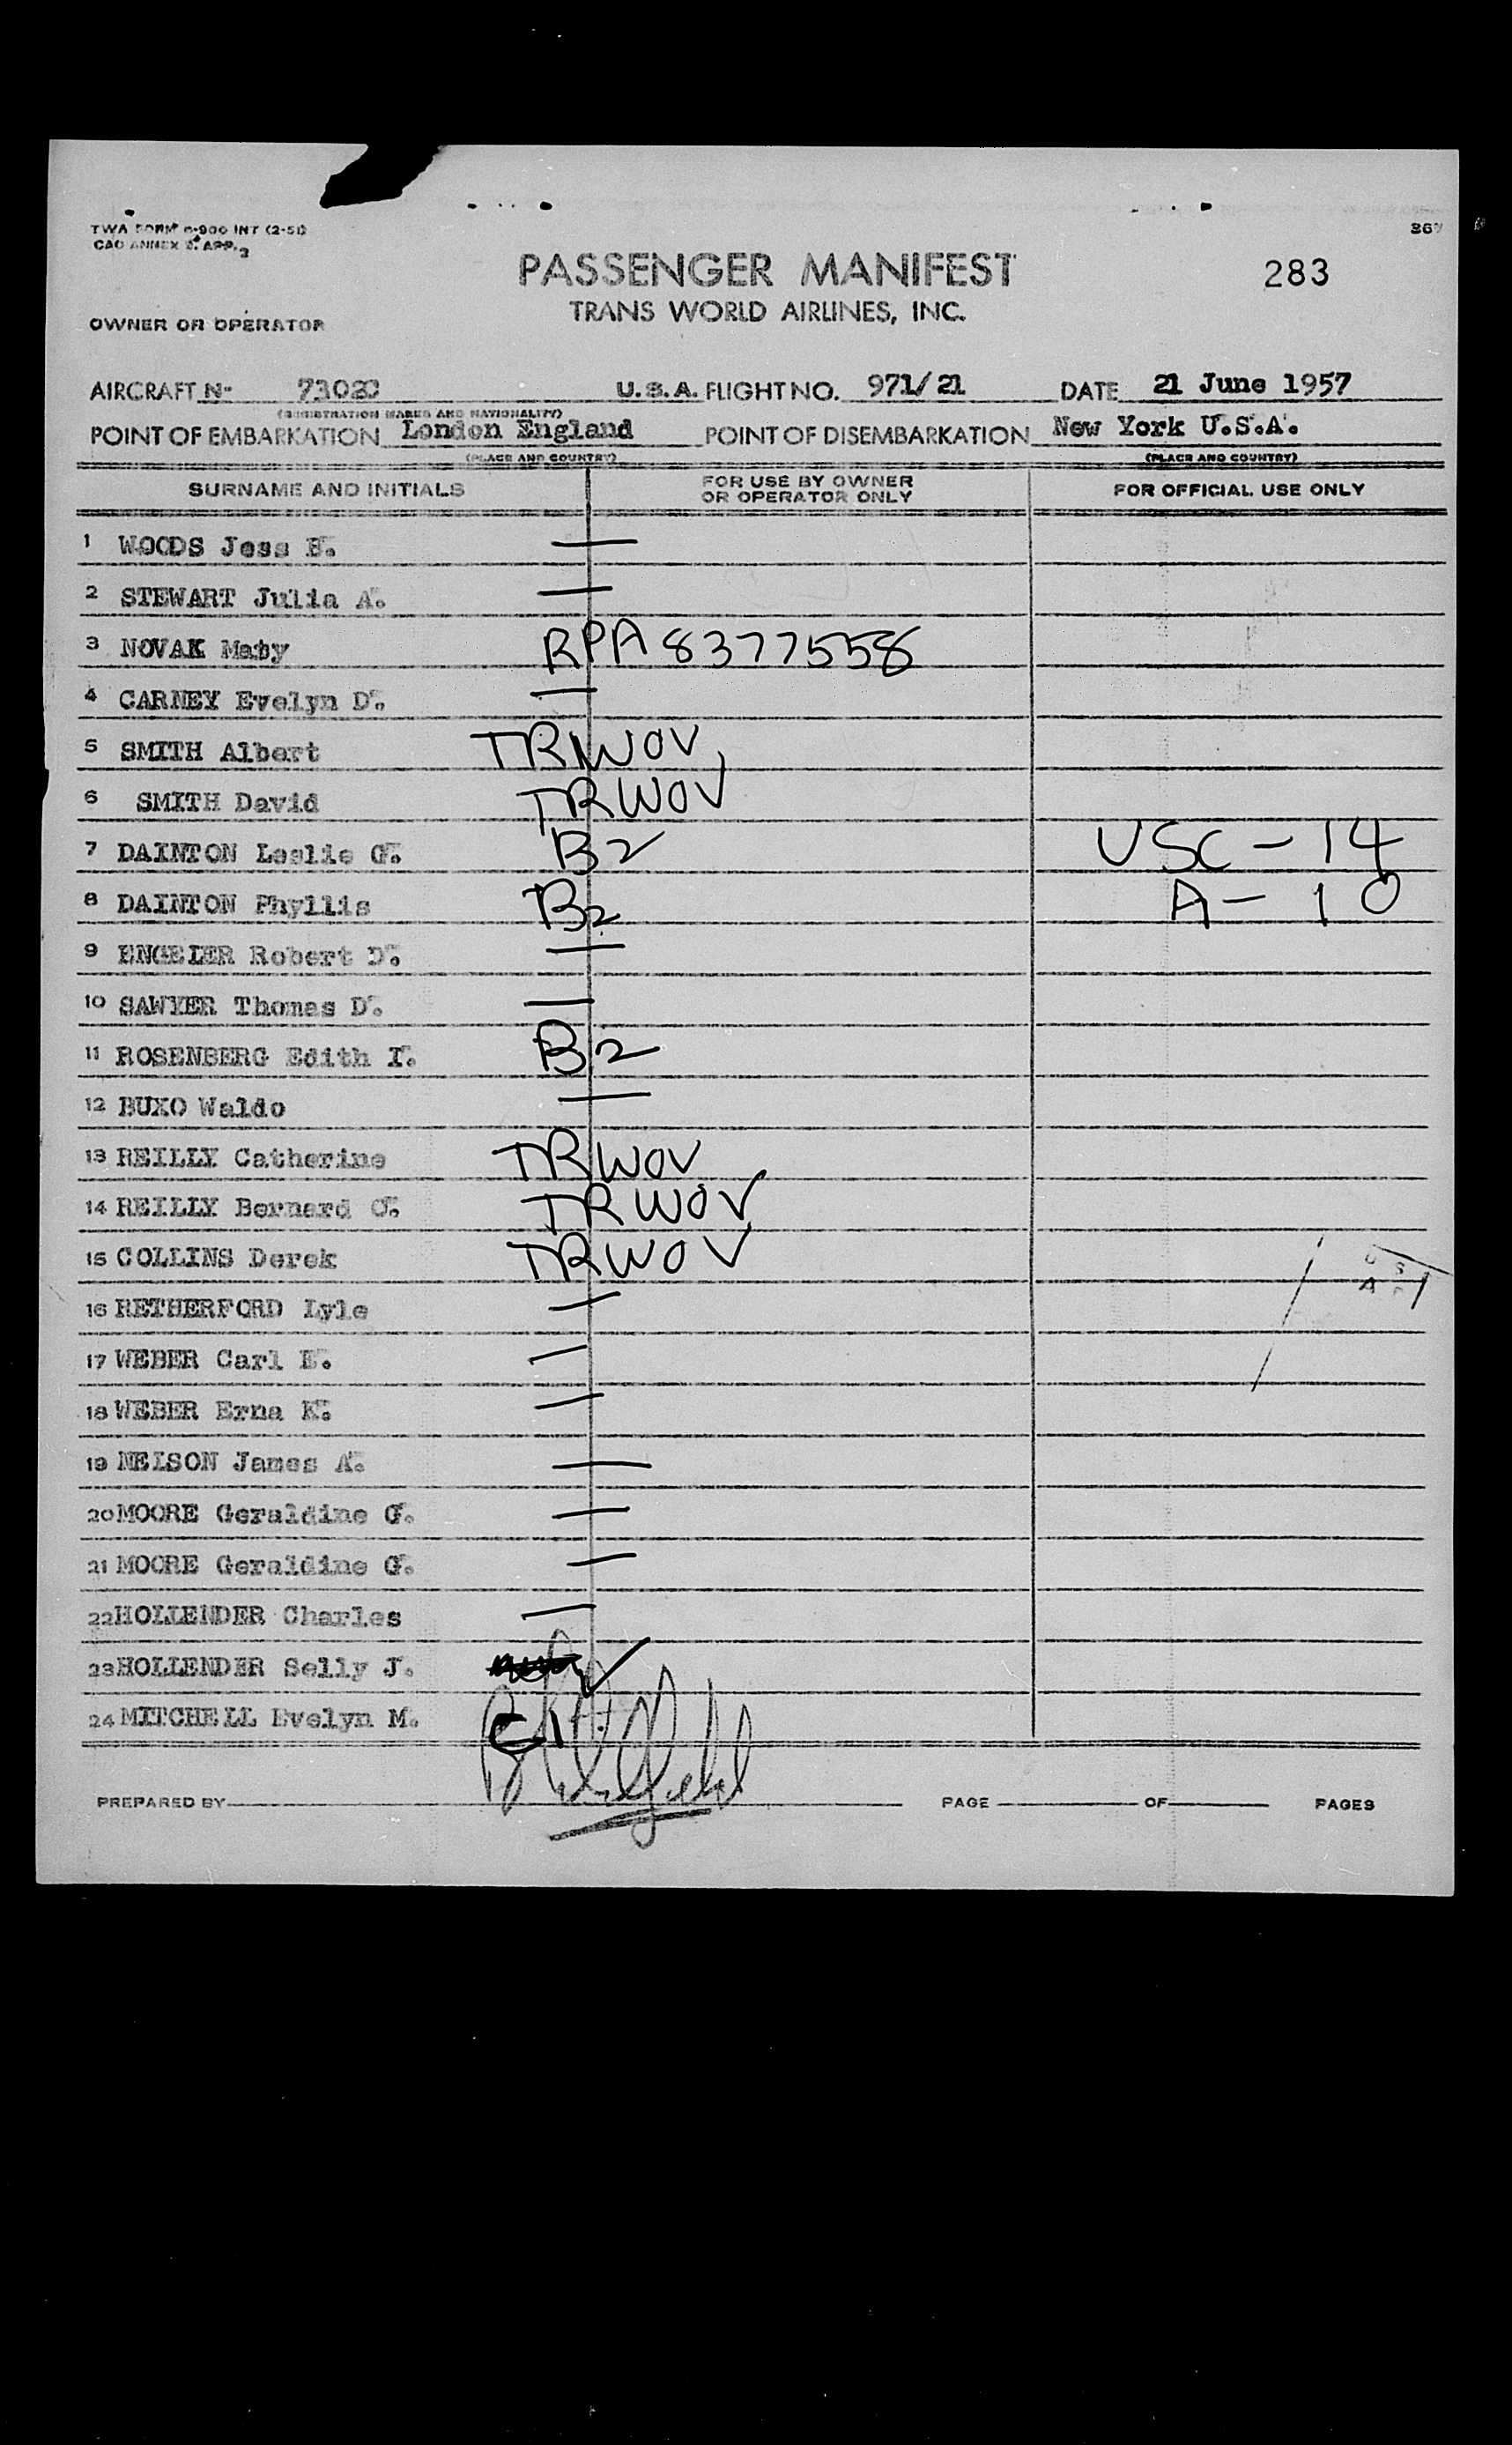 TWA FORM 0-900 INT (2-51)
CAO ANNEX 9. APP. 2
PASSENGER MANIFEST
283
TRANS WORLD AIRLINES, INC.
OWNER OR OPERATOR
AIRCRAFT N- 7302C U.S.A. FLIGHT NO. 971/21 DATE 21 June 1957
(REGISTRATION MARKS AND NATIONALITY)
POINT OF EMBARKATION London England POINT OF DISEMBARKATION New York U.S.A.
(PLACE AND COUNTRY) (PLACE AND COUNTRY)
SURNAME AND INITIALS FOR USE BY OWNER OR OPERATOR ONLY FOR OFFICIAL USE ONLY
1 WOODS Jess B. —
2 STEWART Julia A. —
3 NOVAK Maby RPA 8377558
4 CARNEY Evelyn D. —
5 SMITH Albert TRWOV
6 SMITH David TRWOV
7 DAINTON Leslie G. B2 USC - 14
8 DAINTON Phyllis B2 A - 10
9 ENGELER Robert D. —
10 SAWYER Thomas D. —
11 ROSENBERG Edith I. B2
12 BUXO Waldo —
13 REILLY Catherine TRWOV
14 REILLY Bernard C. TRWOV
15 COLLINS Derek TRWOV
16 RETHERFORD Lyle —
17 WEBER Carl E. —
18 WEBER Erna K. —
19 NELSON James A. —
20 MOORE Geraldine G. —
21 MOORE Geraldine G. —
22 HOLLENDER Charles —
23 HOLLENDER Selly J.
24 MITCHELL Evelyn M.
PREPARED BY PAGE OF PAGES